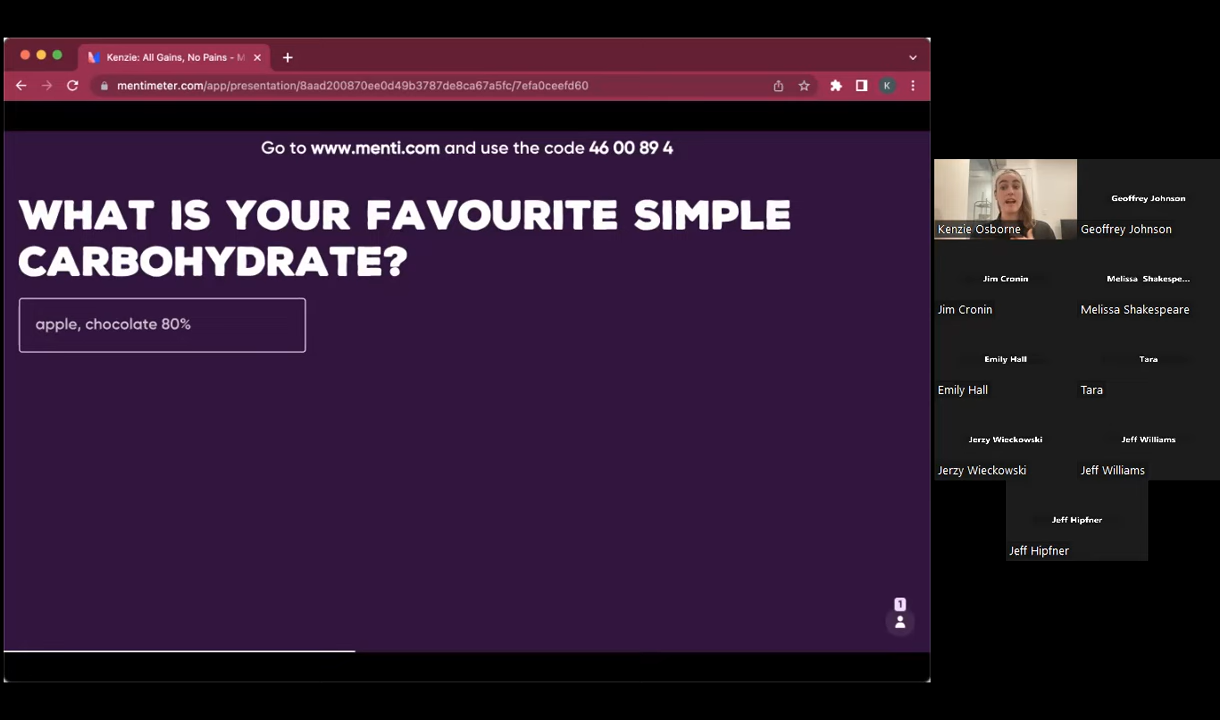 Kenzie: All Gains, No Pains - M
mentimeter.com/app/presentation/8aad200870ee0d49b3787de8ca67a5fc/7efa0ceefd60
K
Go to www.menti.com and use the code 46 00 89 4
WHAT IS YOUR FAVOURITE SIMPLE
CARBOHYDRATE?
apple, chocolate 80%
1
Kenzie Osborne
Geoffrey Johnson
Geoffrey Johnson
Jim Cronin
Jim Cronin
Melissa Shakespe...
Melissa Shakespeare
Emily Hall
Emily Hall
Tara
Tara
Jerzy Wieckowski
Jerzy Wieckowski
Jeff Williams
Jeff Williams
Jeff Hipfner
Jeff Hipfner